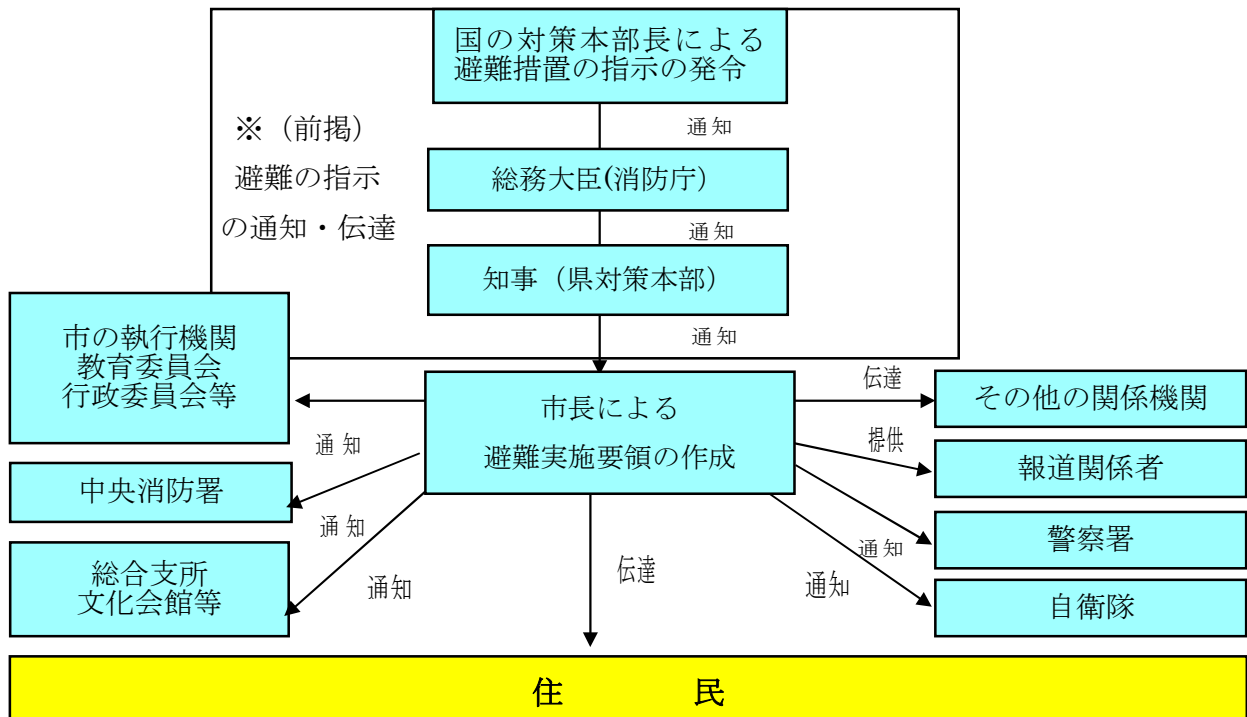 国の対策本部長による
避難措置の指示の発令
※（前掲）
避難の指示
の通知・伝達
通知
総務大臣(消防庁）
通知
知事（県対策本部）
通知
市の執行機関
教育委員会
行政委員会等
市長による
避難実施要領の作成
伝達
その他の関係機関
通知
提供
報道関係者
中央消防署
通知
通知
警察署
総合支所
文化会館等
通知
伝達
通知
自衛隊
住　　　民